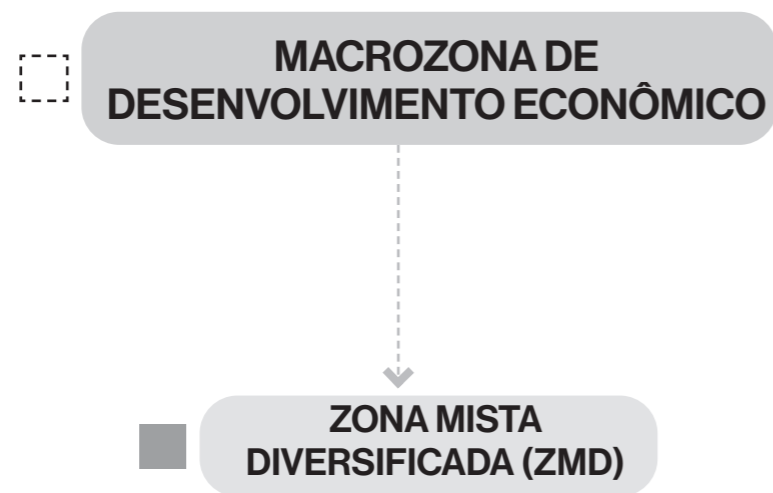 MACROZONA DE
DESENVOLVIMENTO ECONÔMICO
ZONA MISTA
DIVERSIFICADA (ZMD)